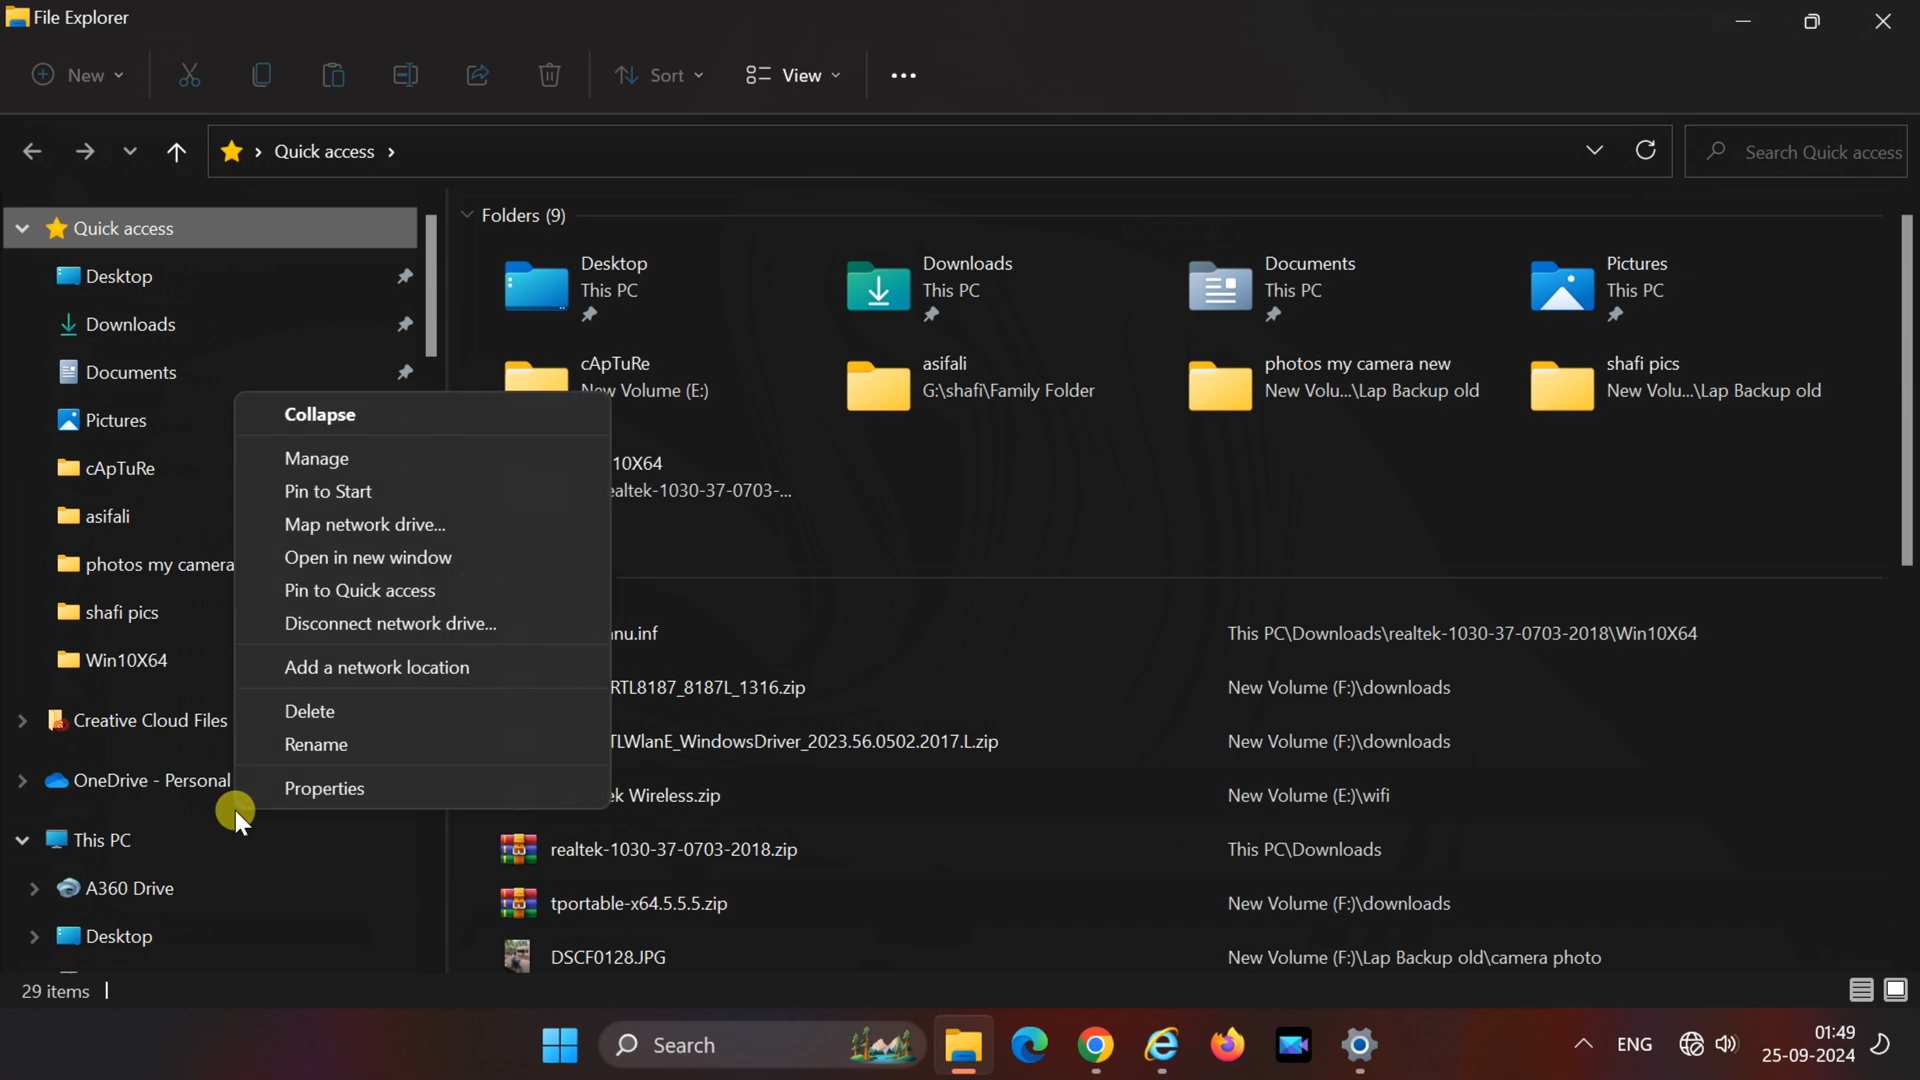 File Explorer
New
Sort
View
Quick access
Search Quick access
Quick access
Desktop
Downloads
Documents
Pictures
cApTuRe
asifali
photos my camera
shafi pics
Win10X64
Creative Cloud Files
OneDrive - Personal
This PC
A360 Drive
Desktop
Collapse
Manage
Pin to Start
Map network drive...
Open in new window
Pin to Quick access
Disconnect network drive...
Add a network location
Delete
Rename
Properties
Folders (9)
Desktop
This PC
Downloads
This PC
Documents
This PC
Pictures
This PC
cApTuRe
New Volume (E:)
asifali
G:\shafi\Family Folder
photos my camera new
New Volu...\Lap Backup old
shafi pics
New Volu...\Lap Backup old
10X64
ealtek-1030-37-0703-...
nu.inf This PC\Downloads\realtek-1030-37-0703-2018\Win10X64
RTL8187_8187L_1316.zip New Volume (F:)\downloads
TLWlanE_WindowsDriver_2023.56.0502.2017.L.zip New Volume (F:)\downloads
ek Wireless.zip New Volume (E:)\wifi
realtek-1030-37-0703-2018.zip This PC\Downloads
tportable-x64.5.5.5.zip New Volume (F:)\downloads
DSCF0128.JPG New Volume (F:)\Lap Backup old\camera photo
29 items
Search
ENG
01:49
25-09-2024